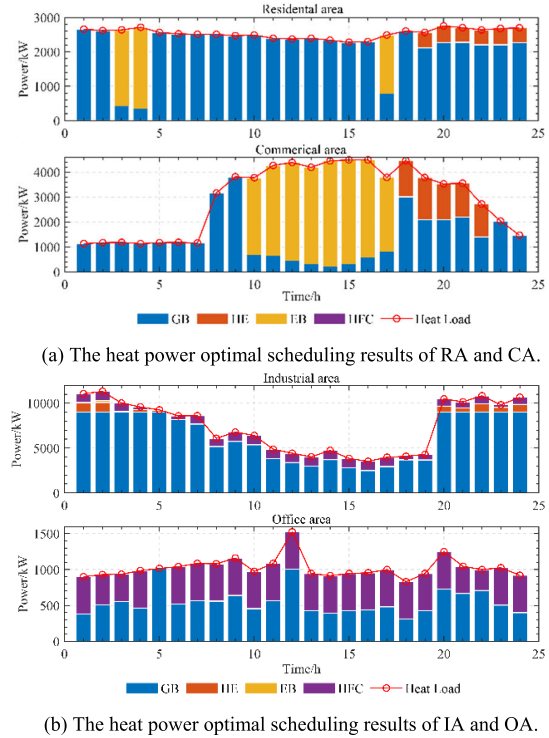 Residental area
Power/kW
3000
2000
1000
0
0 5 10 15 20 25
Commerical area
Power/kW
4000
3000
2000
1000
0
0 5 10 15 20 25
Time/h
GB HE EB HFC Heat Load
(a) The heat power optimal scheduling results of RA and CA.
Industrial area
Power/kW
10000
5000
0
0 5 10 15 20 25
Office area
Power/kW
1500
1000
500
0
0 5 10 15 20 25
Time/h
GB HE EB HFC Heat Load
(b) The heat power optimal scheduling results of IA and OA.